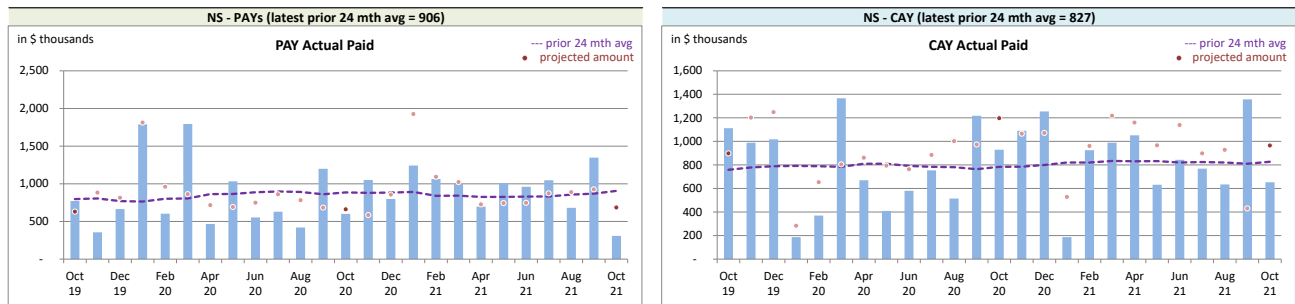 NS - PAYs (latest prior 24 mth avg = 906)
in $ thousands
PAY Actual Paid
--- prior 24 mth avg
projected amount
2,500
2,000
1,500
1,000
500
-
Oct Dec Feb Apr Jun Aug Oct Dec Feb Apr Jun Aug Oct
19 19 20 20 20 20 20 20 21 21 21 21 21
NS - CAY (latest prior 24 mth avg = 827)
in $ thousands
CAY Actual Paid
--- prior 24 mth avg
projected amount
1,600
1,400
1,200
1,000
800
600
400
200
-
Oct Dec Feb Apr Jun Aug Oct Dec Feb Apr Jun Aug Oct
19 19 20 20 20 20 20 20 21 21 21 21 21